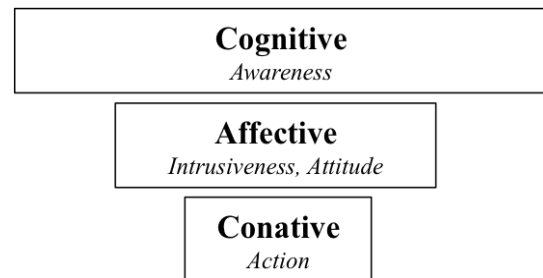 Cognitive
Awareness
Affective
Intrusiveness, Attitude
Conative
Action